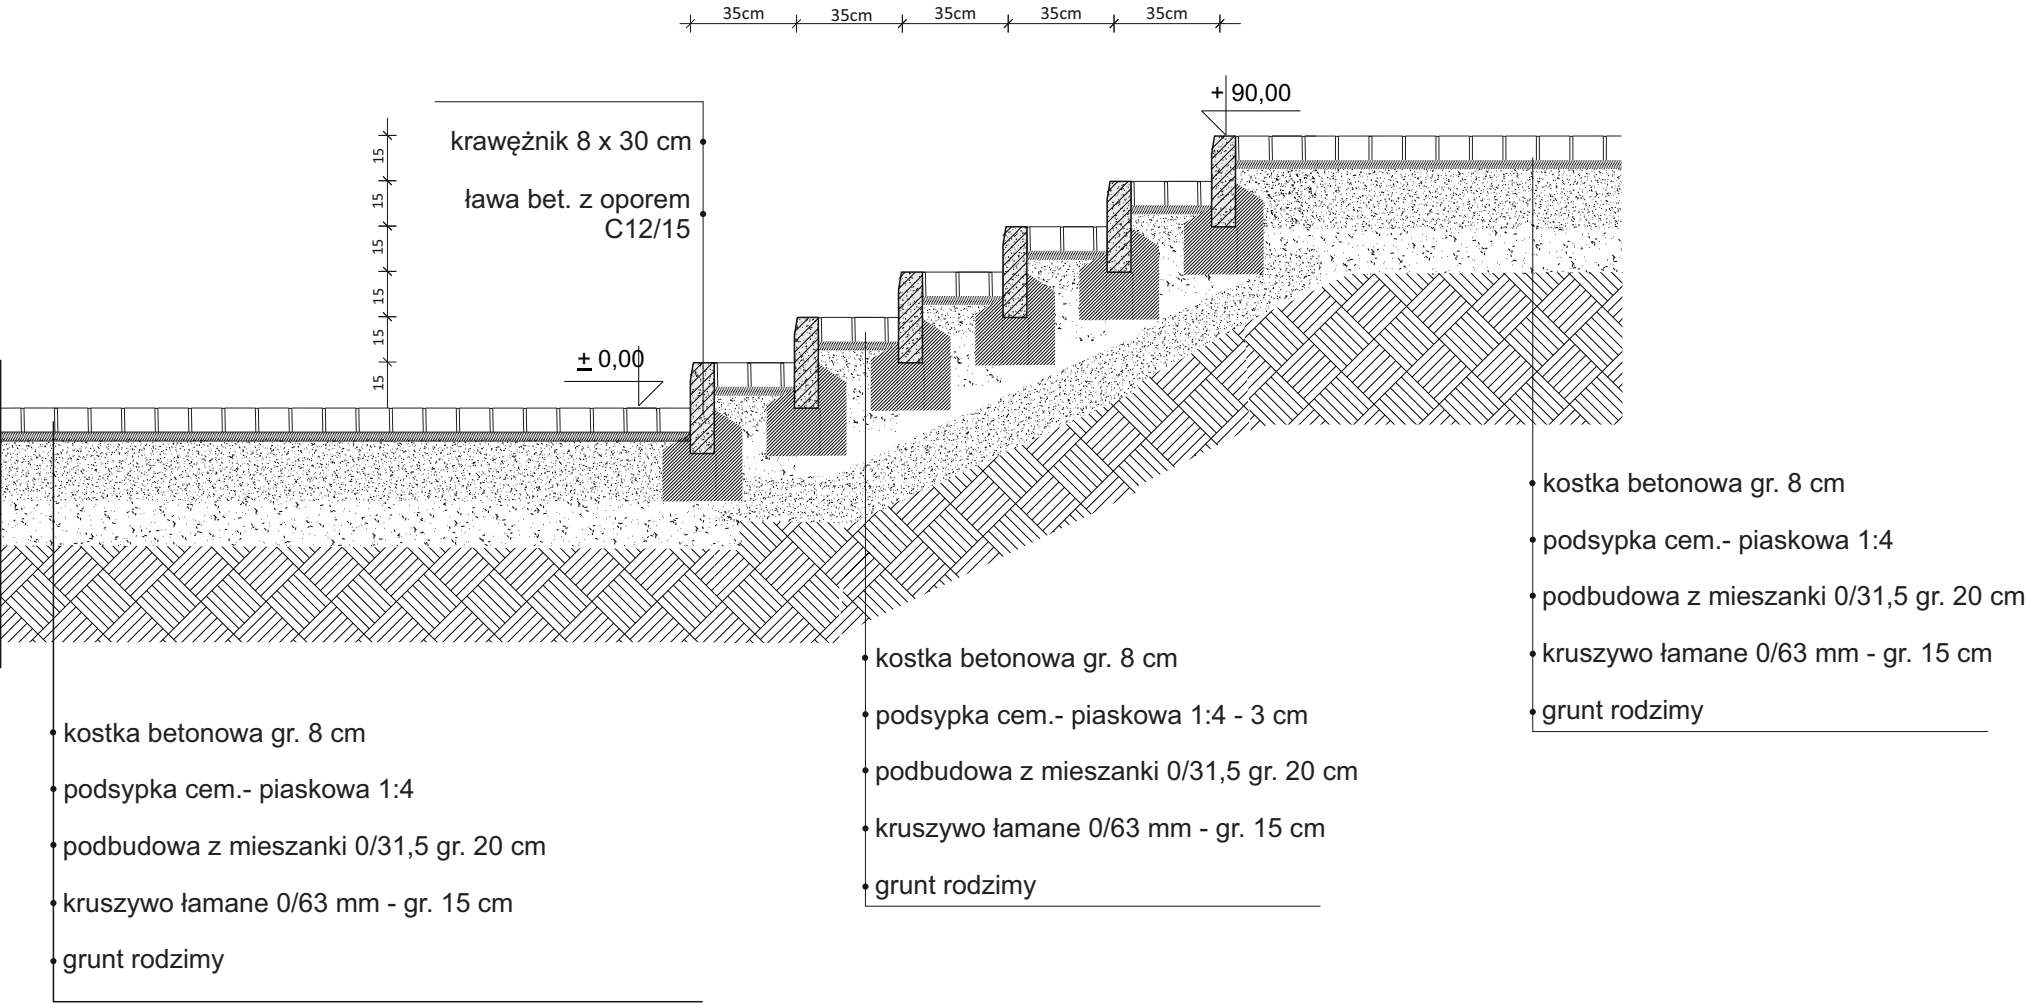 35cm 35cm 35cm 35cm 35cm
+ 90,00
krawężnik 8 x 30 cm
ława bet. z oporem
C12/15
15
15
15
15
15
15
± 0,00
kostka betonowa gr. 8 cm
podsypka cem.- piaskowa 1:4
podbudowa z mieszanki 0/31,5 gr. 20 cm
kruszywo łamane 0/63 mm - gr. 15 cm
grunt rodzimy
kostka betonowa gr. 8 cm
podsypka cem.- piaskowa 1:4 - 3 cm
podbudowa z mieszanki 0/31,5 gr. 20 cm
kruszywo łamane 0/63 mm - gr. 15 cm
grunt rodzimy
kostka betonowa gr. 8 cm
podsypka cem.- piaskowa 1:4
podbudowa z mieszanki 0/31,5 gr. 20 cm
kruszywo łamane 0/63 mm - gr. 15 cm
grunt rodzimy